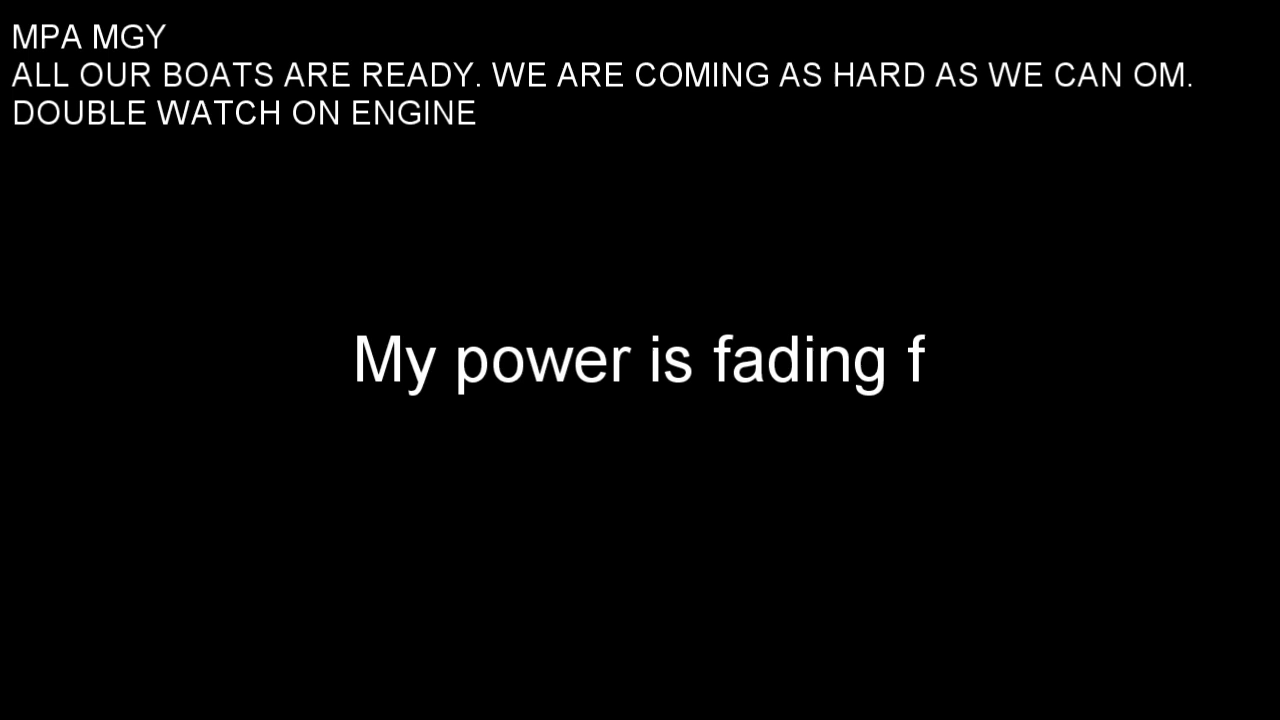 MPA MGY
ALL OUR BOATS ARE READY. WE ARE COMING AS HARD AS WE CAN OM.
DOUBLE WATCH ON ENGINE
My power is fading f